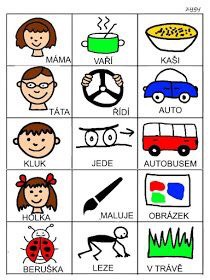 MÁMA VAŘÍ KAŠI
TÁTA ŘÍDÍ AUTO
KLUK JEDE AUTOBUSEM
HOLKA MALUJE OBRÁZEK
BERUŠKA LEZE V TRÁVĚ